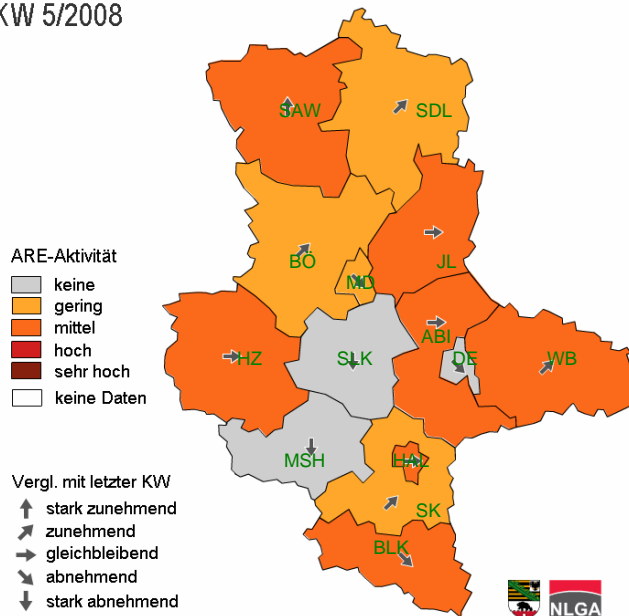 KW 5/2008
SAW
SDL
BÖ
MD
JL
ABI
HZ
SLK
DE
WB
MSH
HAL
SK
BLK
ARE-Aktivität
keine
gering
mittel
hoch
sehr hoch
keine Daten
Vergl. mit letzter KW
stark zunehmend
zunehmend
gleichbleibend
abnehmend
stark abnehmend
NLGA